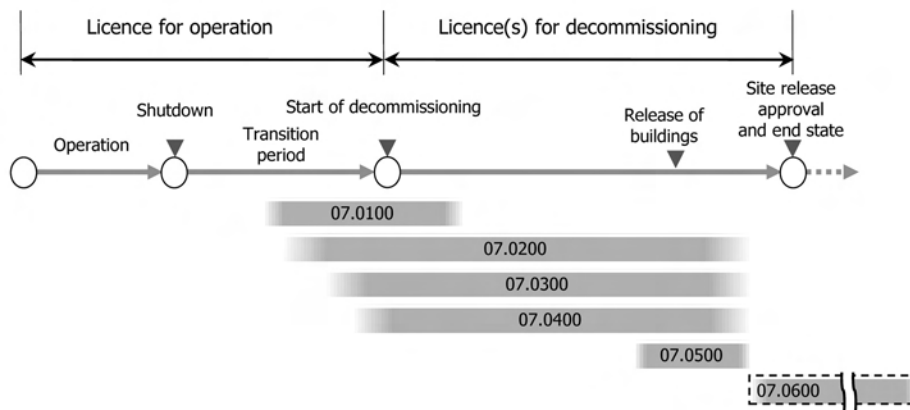 Licence for operation
Licence(s) for decommissioning
Shutdown
Start of decommissioning
Release of
buildings
Site release
approval
and end state
Operation
Transition
period
07.0100
07.0200
07.0300
07.0400
07.0500
07.0600